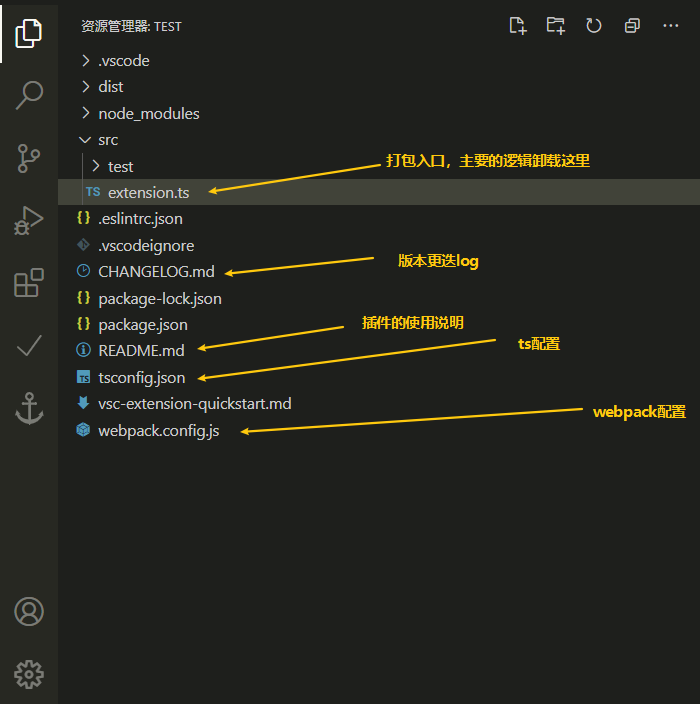 资源管理器: TEST
.vscode
dist
node_modules
src
test
打包入口，主要的逻辑卸载这里
TS extension.ts
{} .eslintrc.json
.vscodeignore
CHANGELOG.md
版本更迭log
{} package-lock.json
{} package.json
插件的使用说明
README.md
ts配置
TS tsconfig.json
vsc-extension-quickstart.md
webpack配置
webpack.config.js